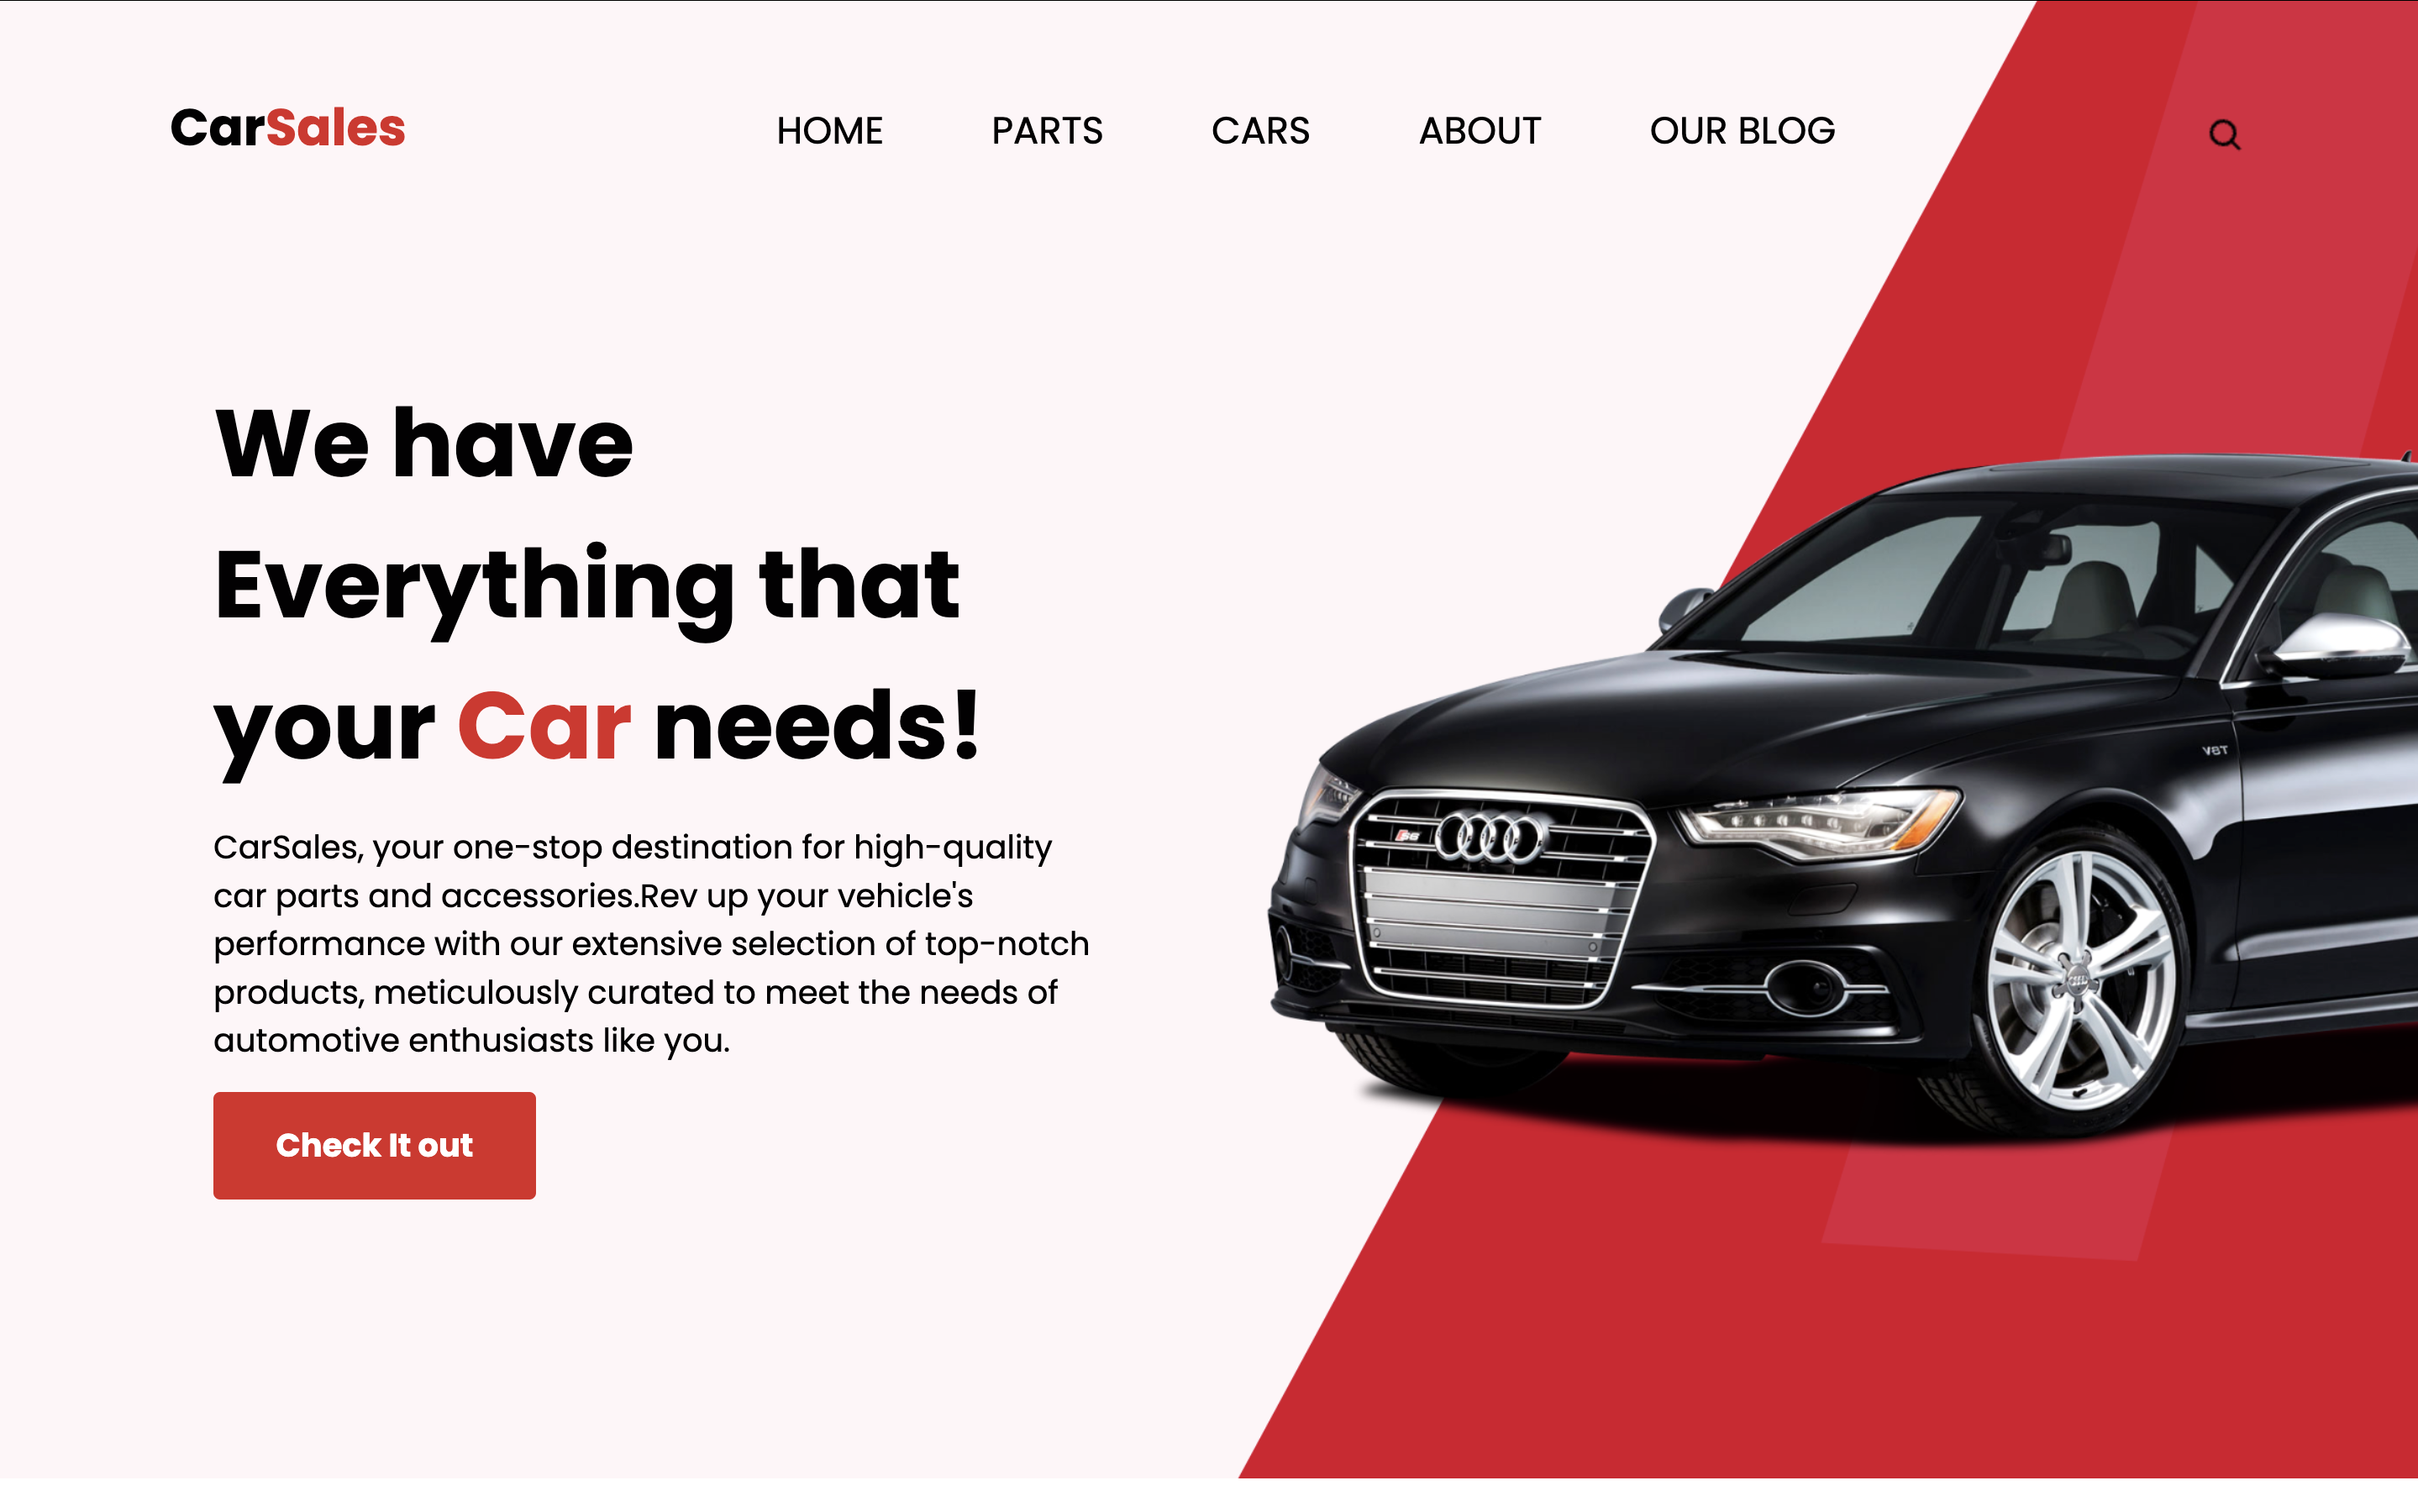 CarSales
HOME PARTS CARS ABOUT OUR BLOG
We have
Everything that
your Car needs!
CarSales, your one-stop destination for high-quality
car parts and accessories.Rev up your vehicle's
performance with our extensive selection of top-notch
products, meticulously curated to meet the needs of
automotive enthusiasts like you.
Check It out
V8T
S6